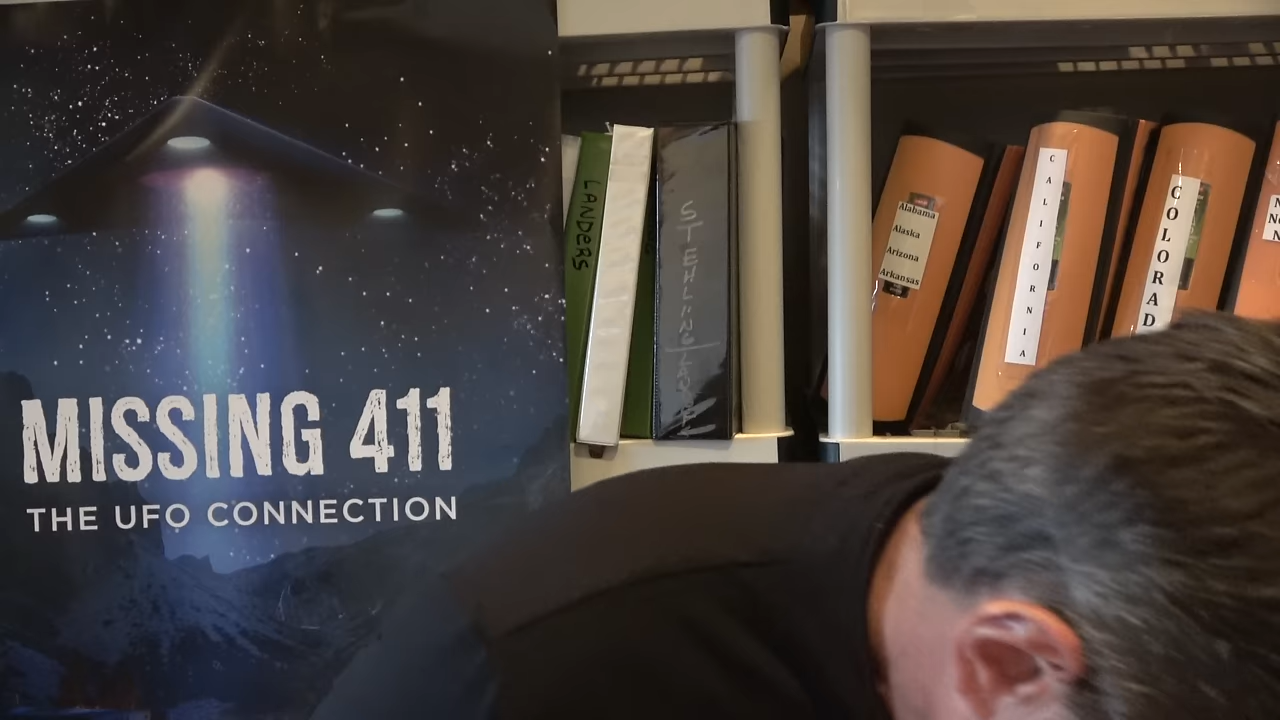 MISSING 411
THE UFO CONNECTION
LANDERS
Alabama
Alaska
Arizona
Arkansas
CALIFORNIA
COLORAD